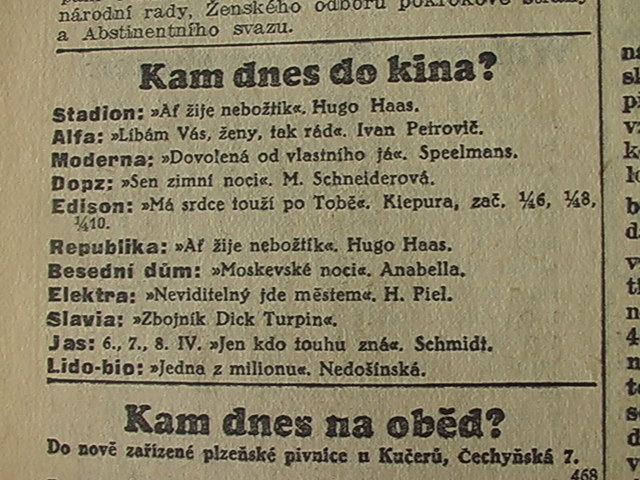 národní rady, Ženského odboru pokrokové strany
a Abstinentního svazu.
Kam dnes do kina?
Stadion: »Ať žije nebožtík«. Hugo Haas.
Alfa: »Líbám Vás, ženy, tak rád«. Ivan Petrovič.
Moderna: »Dovolená od vlastního já«. Speelmans.
Dopz: »Sen zimní noci«. M. Schneiderová.
Edison: »Má srdce touží po Tobě«. Kiepura, zač. ¼6, ¼8,
¼10.
Republika: »Ať žije nebožtík«. Hugo Haas.
Besední dům: »Moskevské noci«. Anabella.
Elektra: »Neviditelný jde městem«. H. Piel.
Slavia: »Zbojník Dick Turpin«.
Jas: 6., 7., 8. IV. »Jen kdo touhu zná«. Schmidt.
Lido-bio: »Jedna z milionu«. Nedošínská.
Kam dnes na oběd?
Do nově zařízené plzeňské pivnice u Kučerů, Čechyňská 7.
468